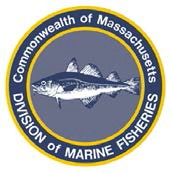 Commonwealth of Massachusetts
DIVISION of MARINE FISHERIES